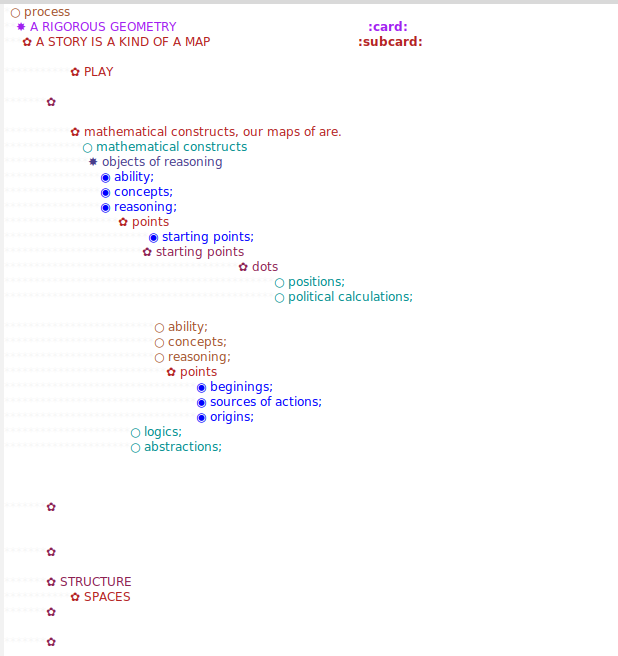 process
A RIGOROUS GEOMETRY :card:
A STORY IS A KIND OF A MAP :subcard:
PLAY
mathematical constructs, our maps of are.
mathematical constructs
objects of reasoning
ability;
concepts;
reasoning;
points
starting points;
starting points
dots
positions;
political calculations;
ability;
concepts;
reasoning;
points
beginings;
sources of actions;
origins;
logics;
abstractions;
STRUCTURE
SPACES